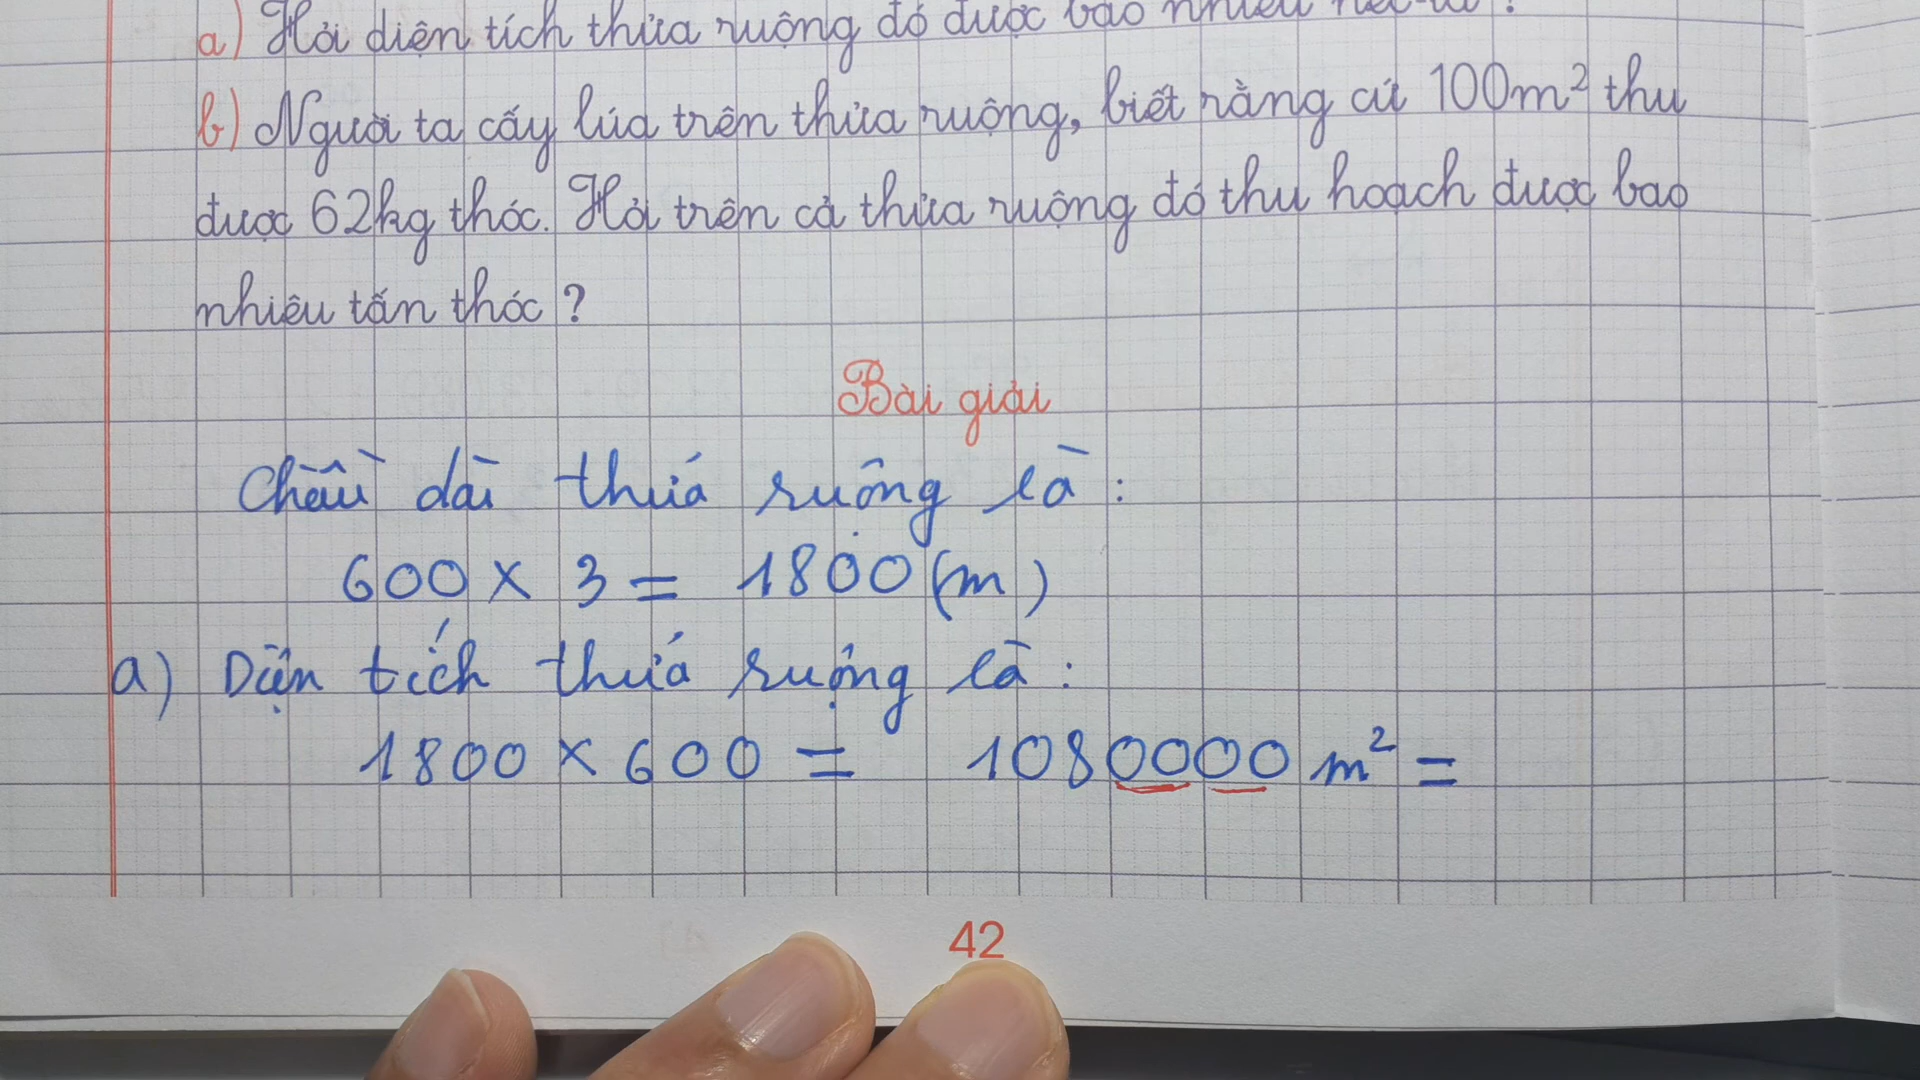 a) Hỏi diện tích thửa ruộng đó được bao nhiêu héc-ta?
b) Người ta cấy lúa trên thửa ruộng, biết rằng cứ 100m² thu
được 62kg thóc. Hỏi trên cả thửa ruộng đó thu hoạch được bao
nhiêu tấn thóc?
Bài giải
Chiều dài thửa ruộng là:
600 × 3 = 1800 (m)
a) Diện tích thửa ruộng là:
1800 × 600 = 1080000 m² =
42